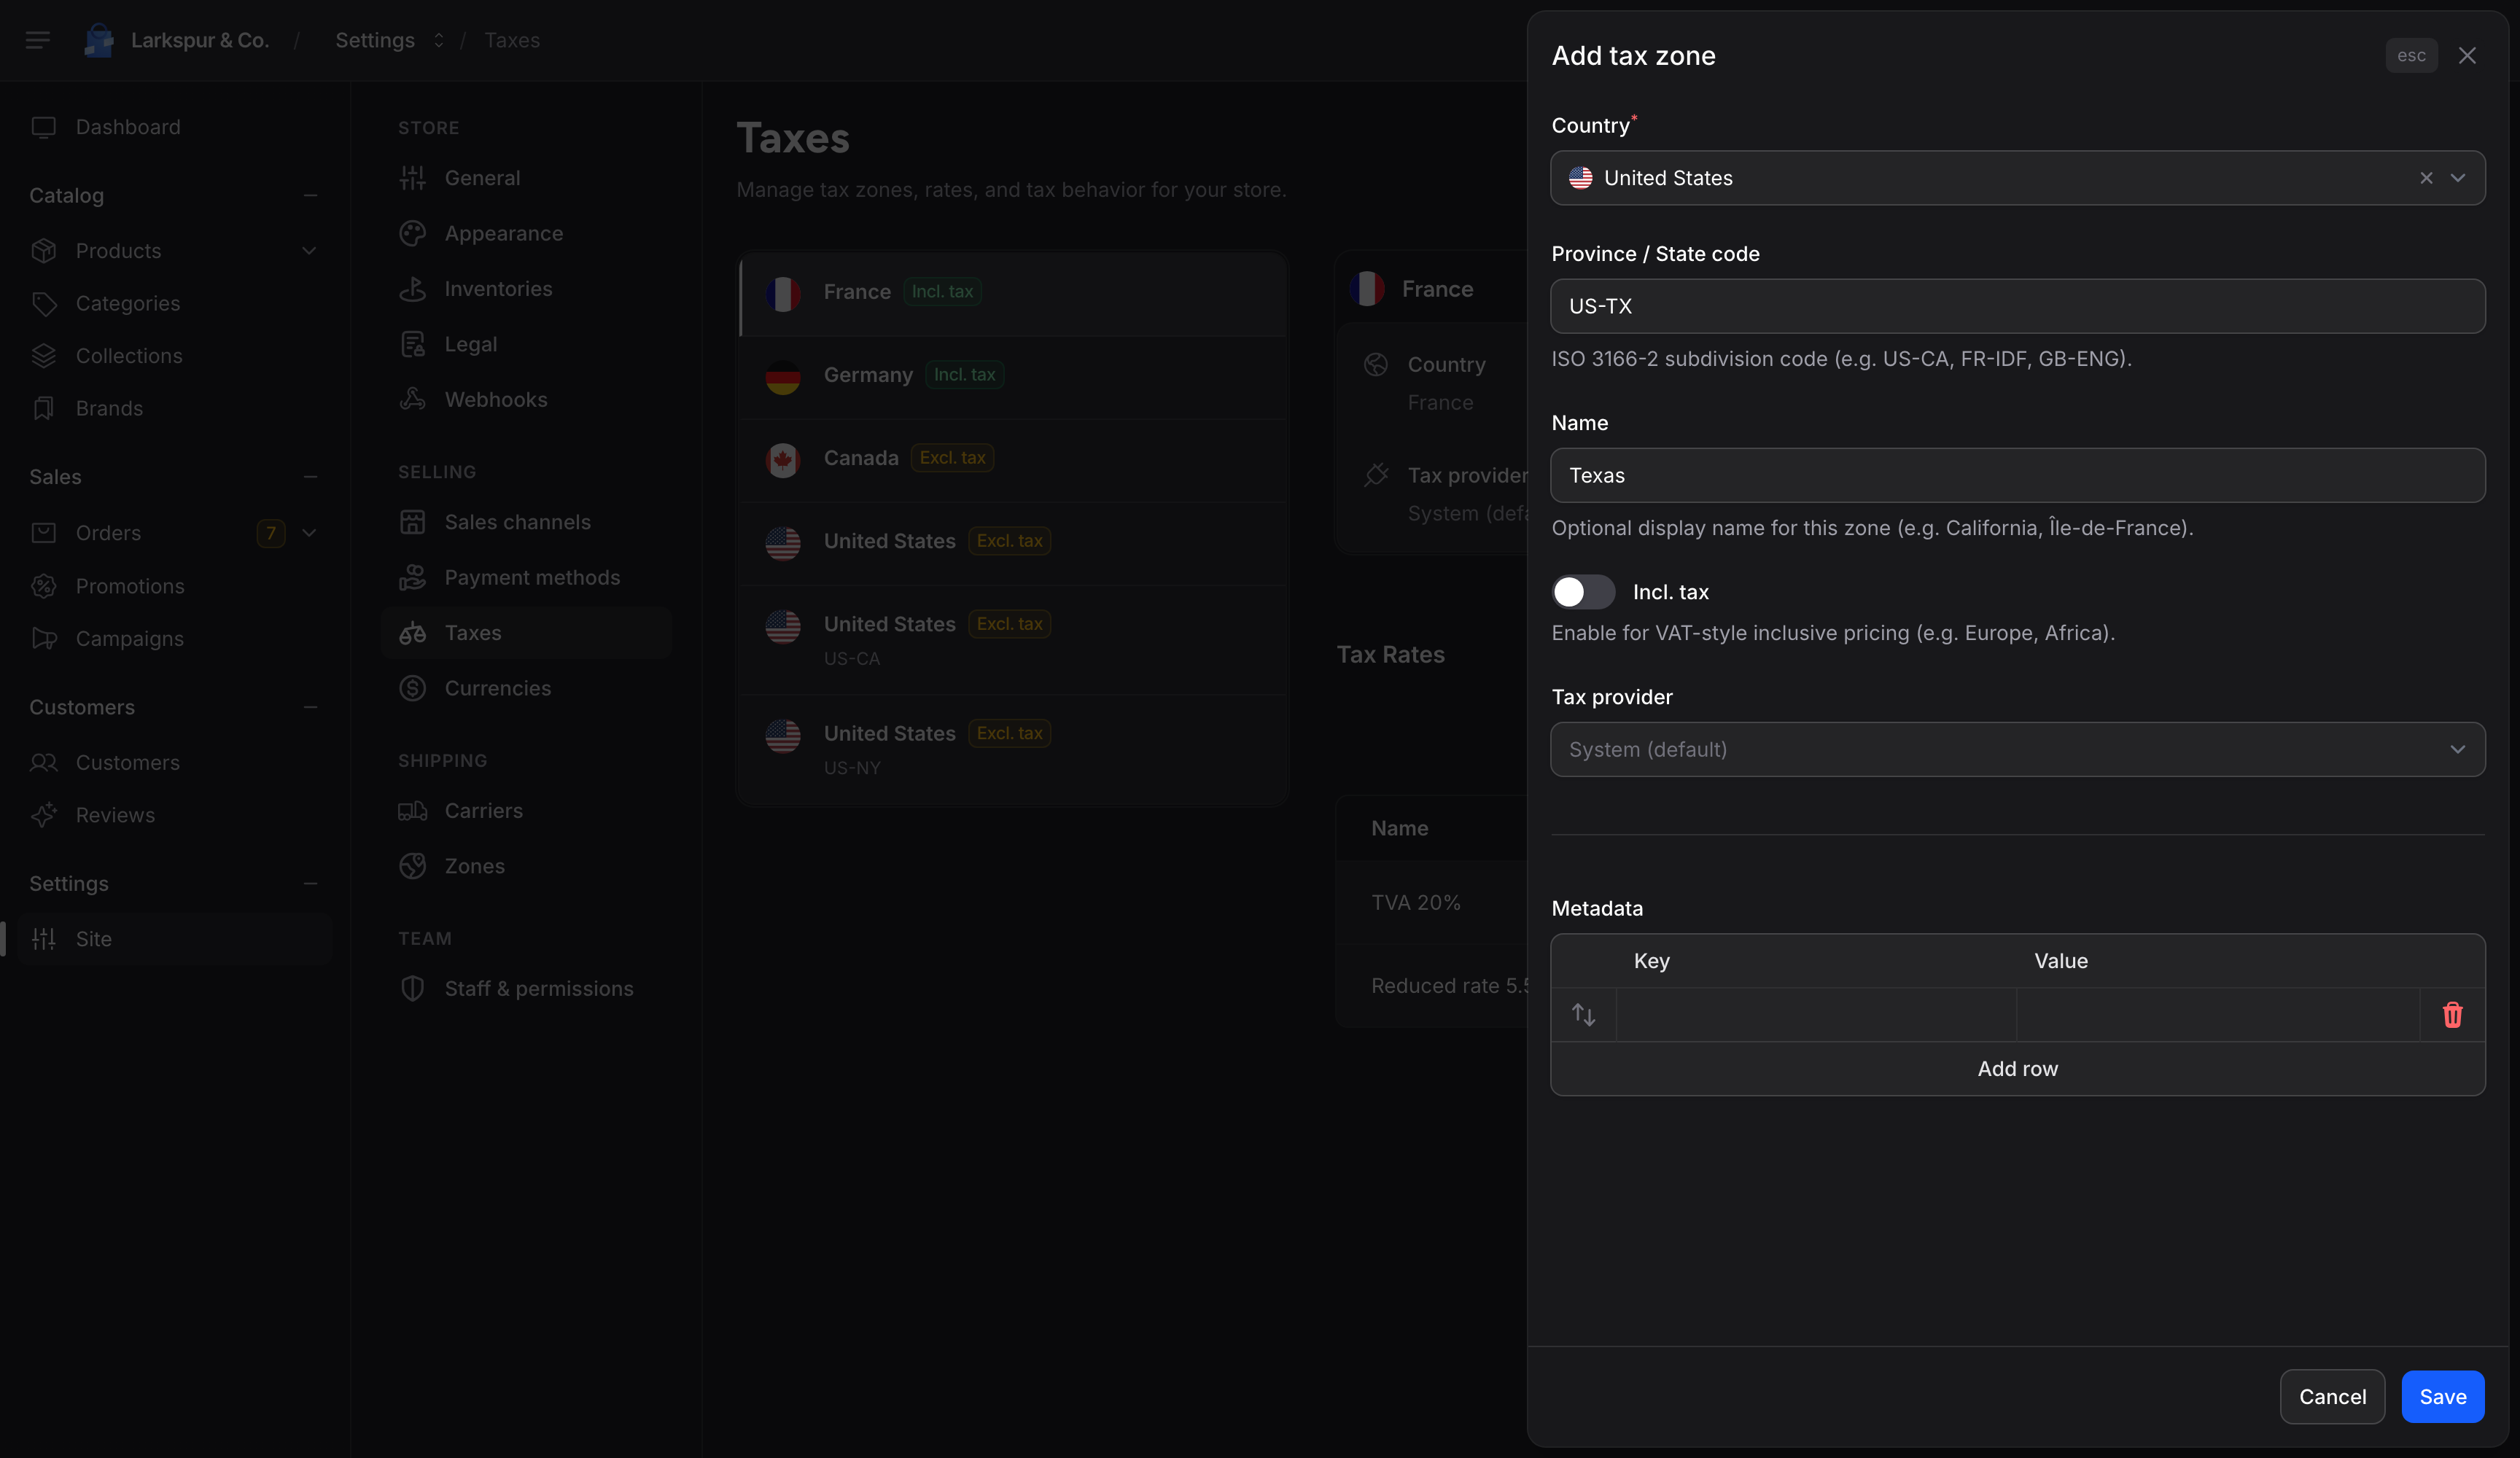 Larkspur & Co. / Settings / Taxes
Dashboard
Catalog
Products
Categories
Collections
Brands
Sales
Orders 7
Promotions
Campaigns
Customers
Customers
Reviews
Settings
Site
STORE
General
Appearance
Inventories
Legal
Webhooks
SELLING
Sales channels
Payment methods
Taxes
Currencies
SHIPPING
Carriers
Zones
TEAM
Staff & permissions
Taxes
Manage tax zones, rates, and tax behavior for your store.
France Incl. tax
Germany Incl. tax
Canada Excl. tax
United States Excl. tax
United States Excl. tax
US-CA
United States Excl. tax
US-NY
France
Country
France
Tax provider
System
Tax Rates
Name
TVA 20%
Reduced rate
Add tax zone
esc
Country*
United States
Province / State code
US-TX
ISO 3166-2 subdivision code (e.g. US-CA, FR-IDF, GB-ENG).
Name
Texas
Optional display name for this zone (e.g. California, Île-de-France).
Incl. tax
Enable for VAT-style inclusive pricing (e.g. Europe, Africa).
Tax provider
System (default)
Metadata
Key Value
Add row
Cancel Save